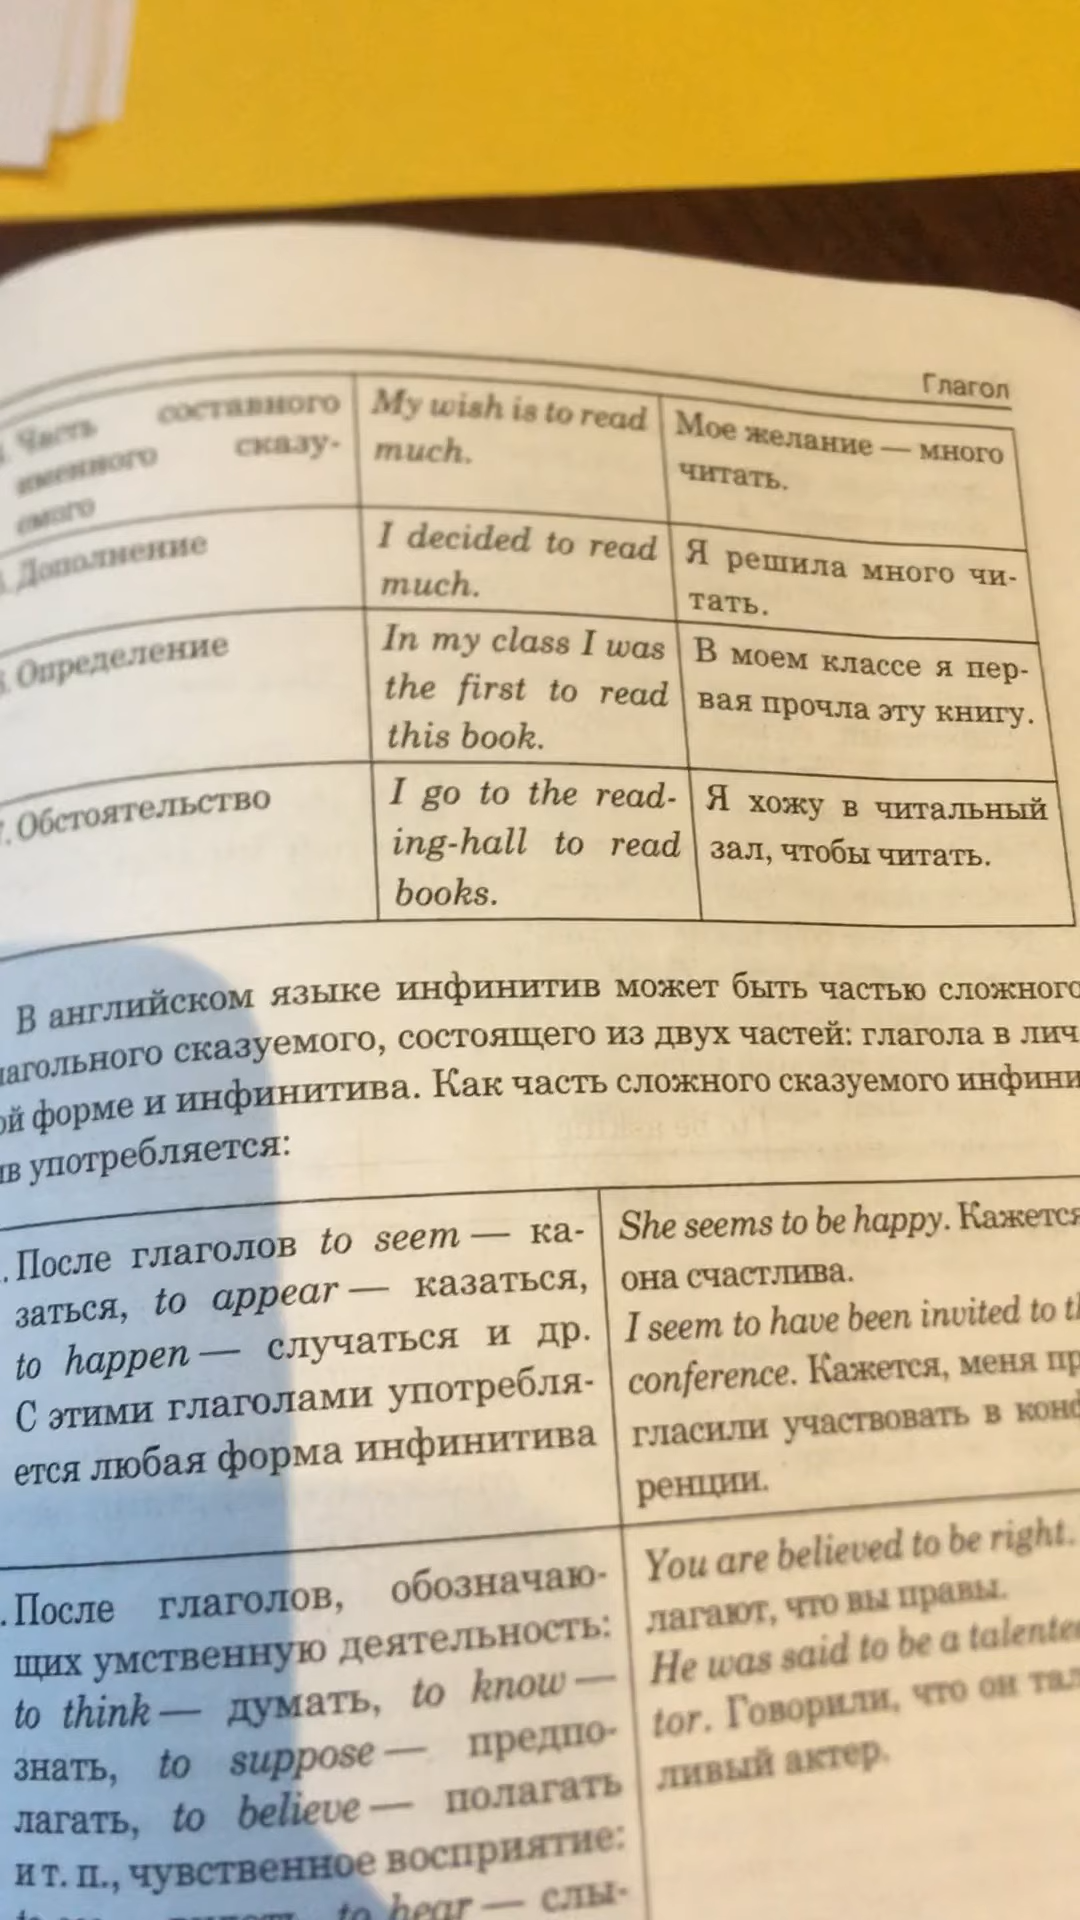 Глагол
Часть составного
именного сказу-
емого
My wish is to read
much.
Мое желание — много
читать.
Дополнение
I decided to read
much.
Я решила много чи-
тать.
Определение
In my class I was
the first to read
this book.
В моем классе я пер-
вая прочла эту книгу.
7. Обстоятельство
I go to the read-
ing-hall to read
books.
Я хожу в читальный
зал, чтобы читать.
В английском языке инфинитив может быть частью сложного
сказуемого, состоящего из двух частей: глагола в лич
форме и инфинитива. Как часть сложного сказуемого инфини
употребляется:
После глаголов to seem — ка-
заться, to appear — казаться,
to happen — случаться и др.
С этими глаголами употребля-
ется любая форма инфинитива
She seems to be happy. Кажется
она счастлива.
I seem to have been invited to th
conference. Кажется, меня пр
гласили участвовать в конф
ренции.
После глаголов, обозначаю-
щих умственную деятельность:
to think — думать, to know —
знать, to suppose — предпо-
лагать, to believe — полагать
и т. п., чувственное восприятие:
to hear — слы-
You are believed to be right.
лагают, что вы правы.
He was said to be a talente
tor. Говорили, что он тал
ливый актер.